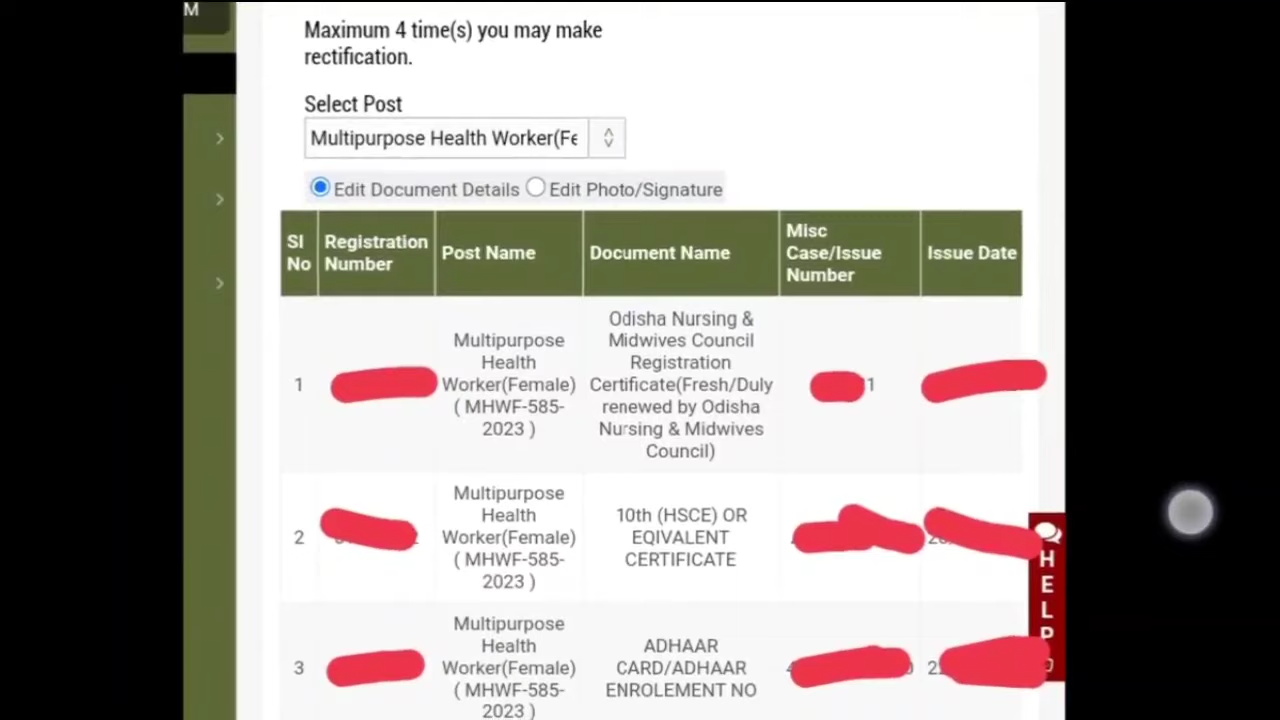 M
Maximum 4 time(s) you may make
rectification.
Select Post
Multipurpose Health Worker(Fe
Edit Document Details Edit Photo/Signature
Sl No
Registration Number
Post Name
Document Name
Misc Case/Issue Number
Issue Date
1
Multipurpose
Health
Worker(Female)
( MHWF-585-
2023 )
Odisha Nursing &
Midwives Council
Registration
Certificate(Fresh/Duly
renewed by Odisha
Nursing & Midwives
Council)
1
2
Multipurpose
Health
Worker(Female)
( MHWF-585-
2023 )
10th (HSCE) OR
EQIVALENT
CERTIFICATE
3
Multipurpose
Health
Worker(Female)
( MHWF-585-
2023 )
ADHAAR
CARD/ADHAAR
ENROLEMENT NO
HELP